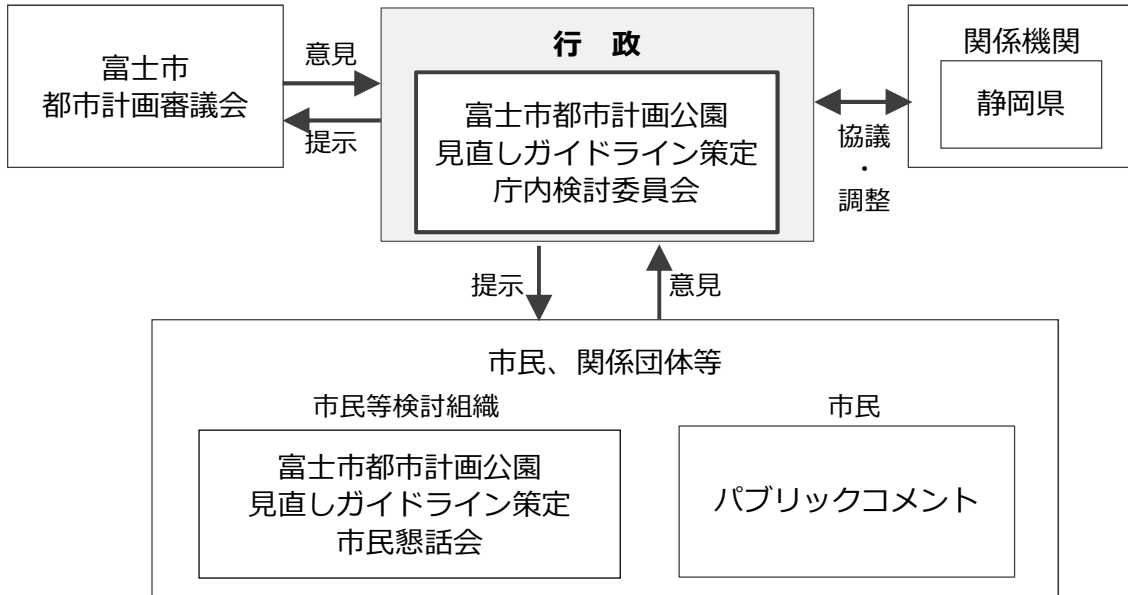 富士市
都市計画審議会
意見
提示
行　政
富士市都市計画公園
見直しガイドライン策定
庁内検討委員会
協議
・
調整
関係機関
静岡県
提示
意見
市民、関係団体等
市民等検討組織
富士市都市計画公園
見直しガイドライン策定
市民懇話会
市民
パブリックコメント